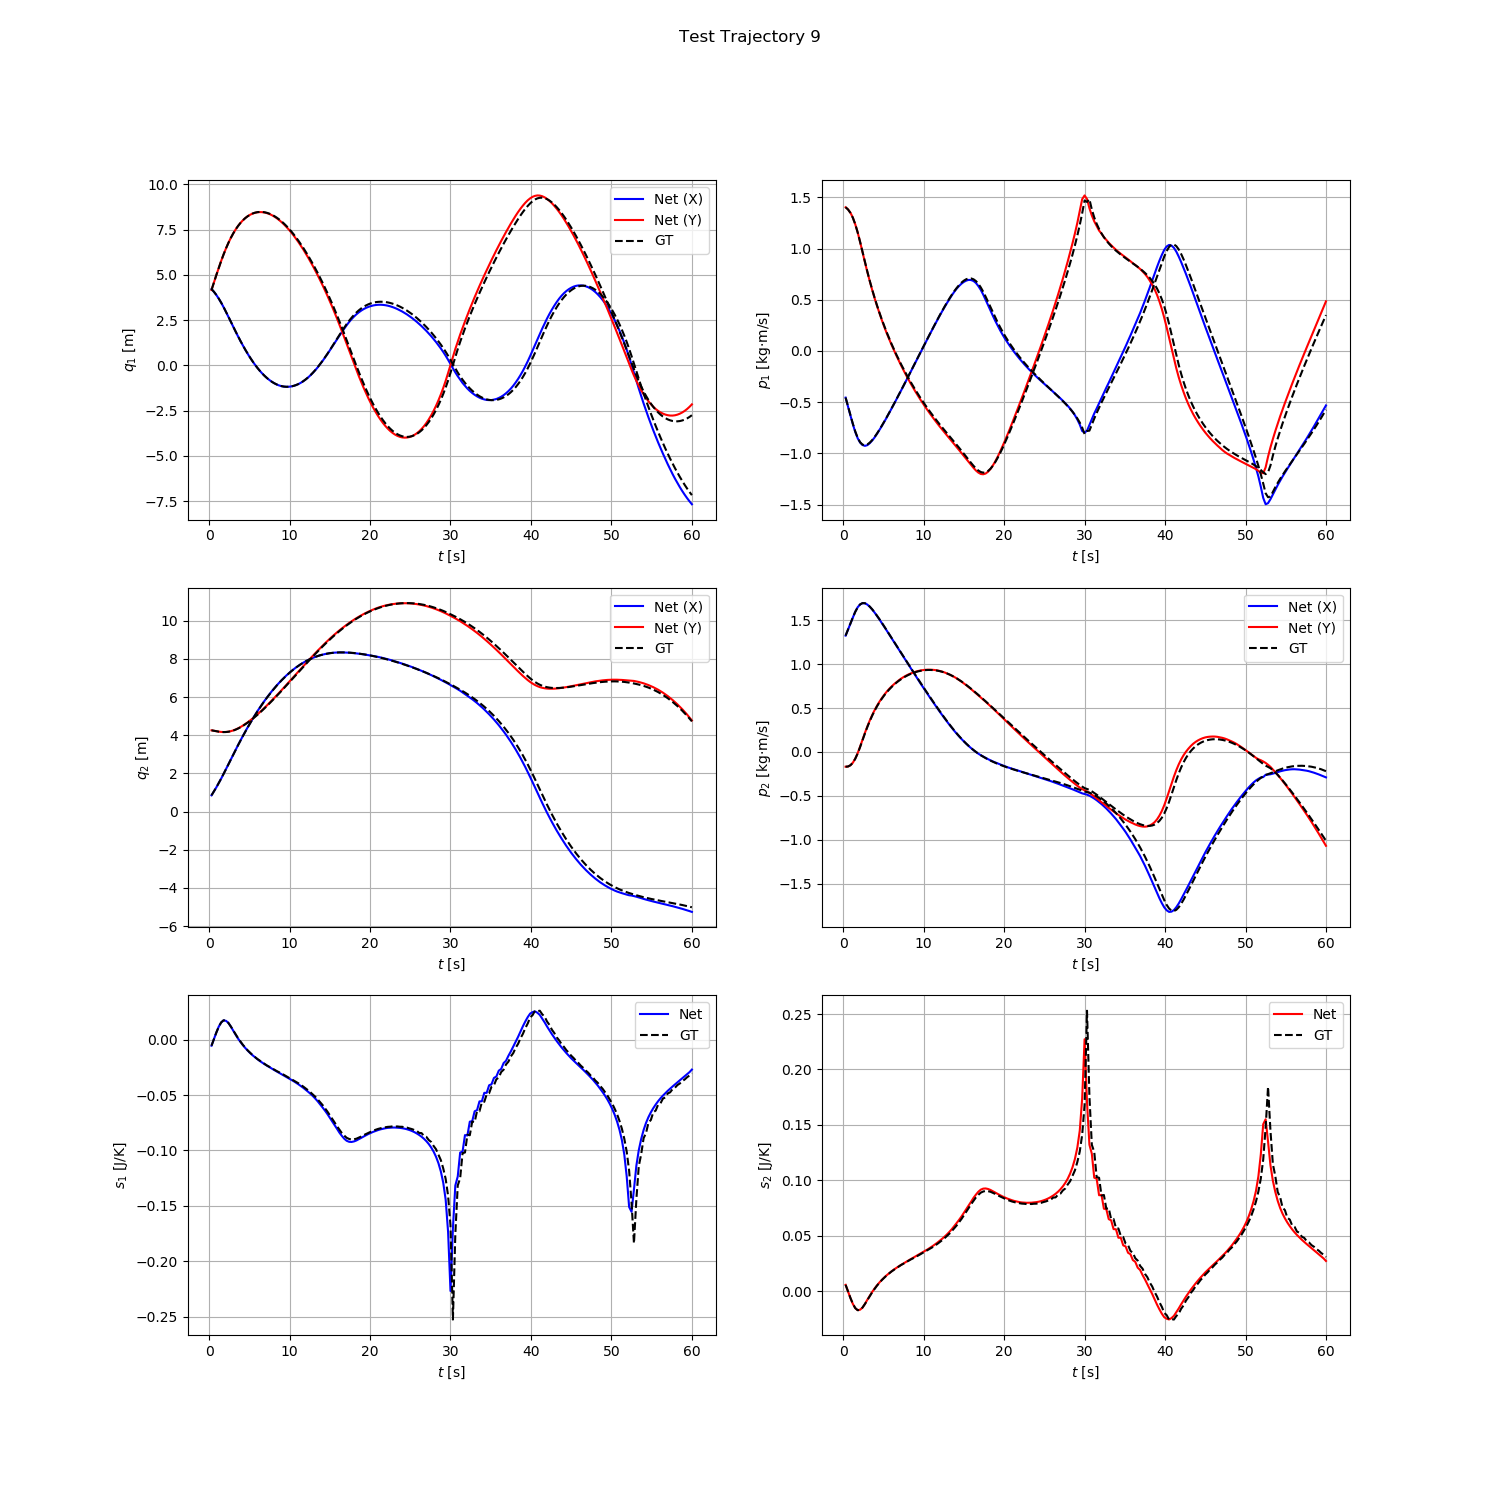 Test Trajectory 9
10.0
7.5
5.0
2.5
0.0
−2.5
−5.0
−7.5
q₁ [m]
Net (X)
Net (Y)
GT
0 10 20 30 40 50 60
t [s]
1.5
1.0
0.5
0.0
−0.5
−1.0
−1.5
p₁ [kg·m/s]
0 10 20 30 40 50 60
t [s]
10
8
6
4
2
0
−2
−4
−6
q₂ [m]
Net (X)
Net (Y)
GT
0 10 20 30 40 50 60
t [s]
1.5
1.0
0.5
0.0
−0.5
−1.0
−1.5
p₂ [kg·m/s]
Net (X)
Net (Y)
GT
0 10 20 30 40 50 60
t [s]
0.00
−0.05
−0.10
−0.15
−0.20
−0.25
s₁ [J/K]
Net
GT
0 10 20 30 40 50 60
t [s]
0.25
0.20
0.15
0.10
0.05
0.00
s₂ [J/K]
Net
GT
0 10 20 30 40 50 60
t [s]